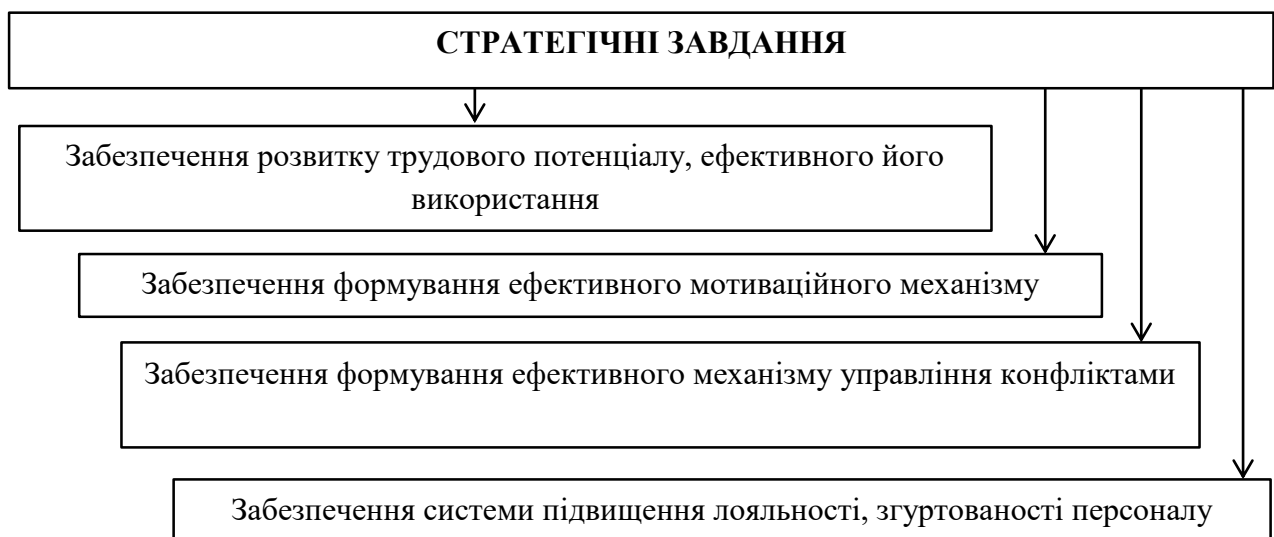 СТРАТЕГІЧНІ ЗАВДАННЯ
Забезпечення розвитку трудового потенціалу, ефективного його
використання
Забезпечення формування ефективного мотиваційного механізму
Забезпечення формування ефективного механізму управління конфліктами
Забезпечення системи підвищення лояльності, згуртованості персоналу